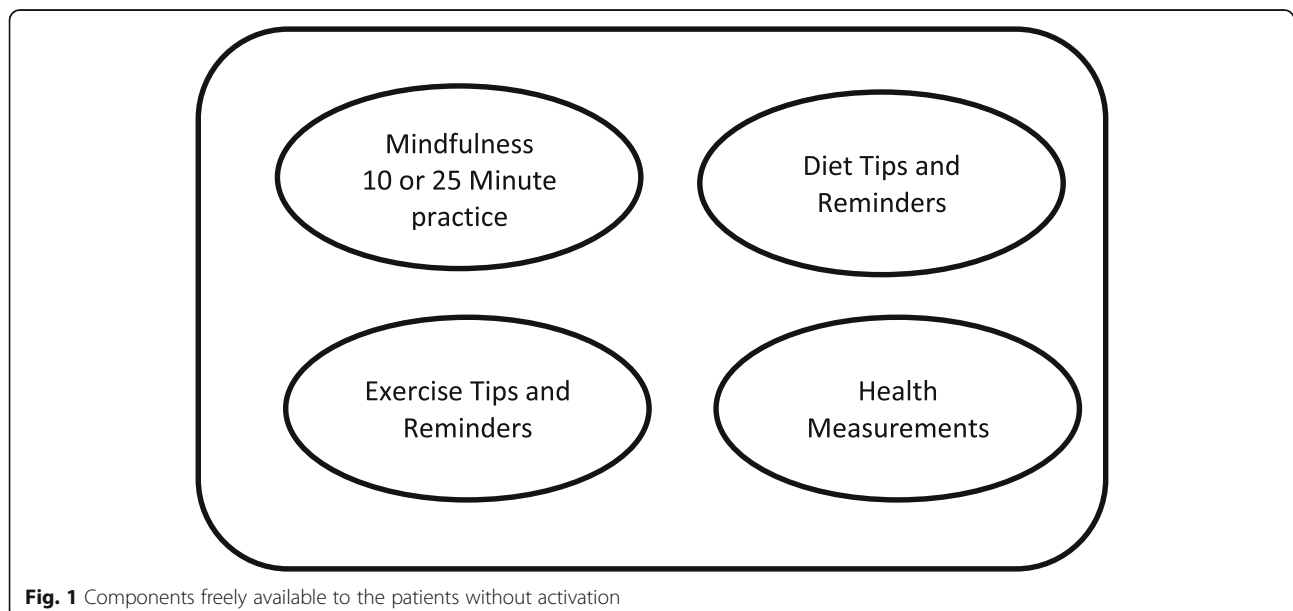 Mindfulness
10 or 25 Minute
practice
Diet Tips and
Reminders
Exercise Tips and
Reminders
Health
Measurements
Fig. 1 Components freely available to the patients without activation